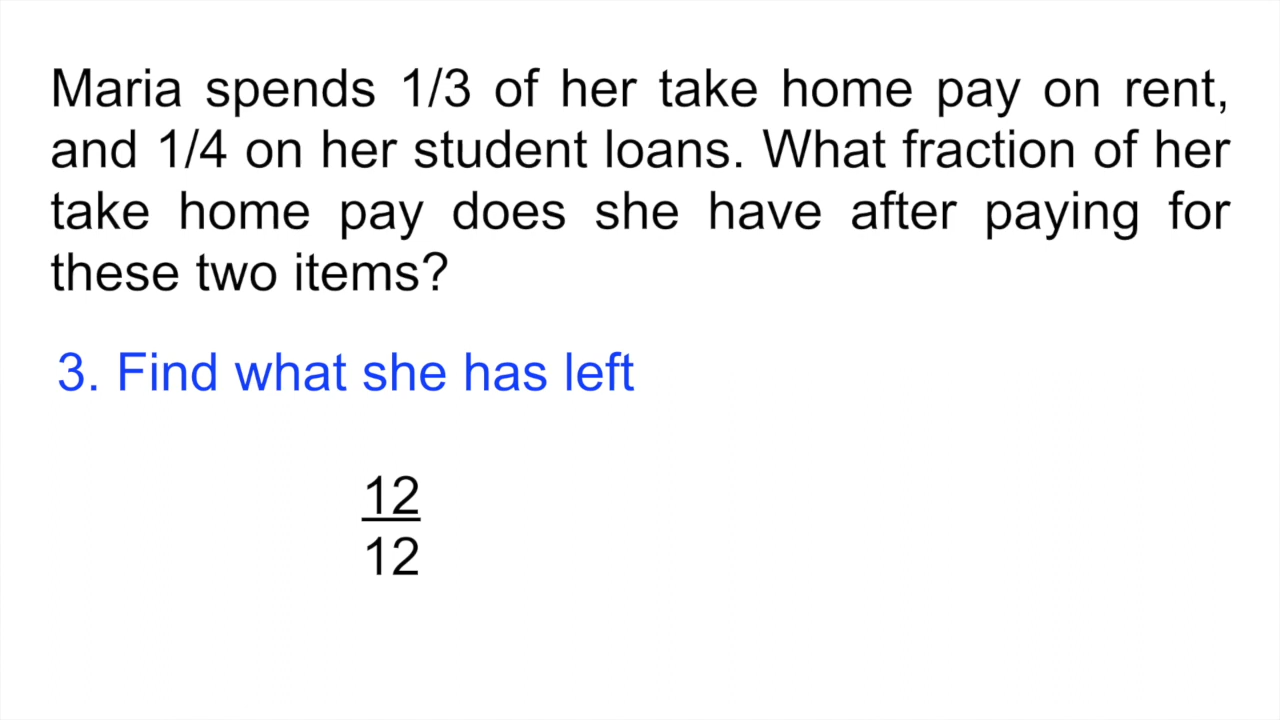 Maria spends 1/3 of her take home pay on rent,
and 1/4 on her student loans. What fraction of her
take home pay does she have after paying for
these two items?
3. Find what she has left
12
12